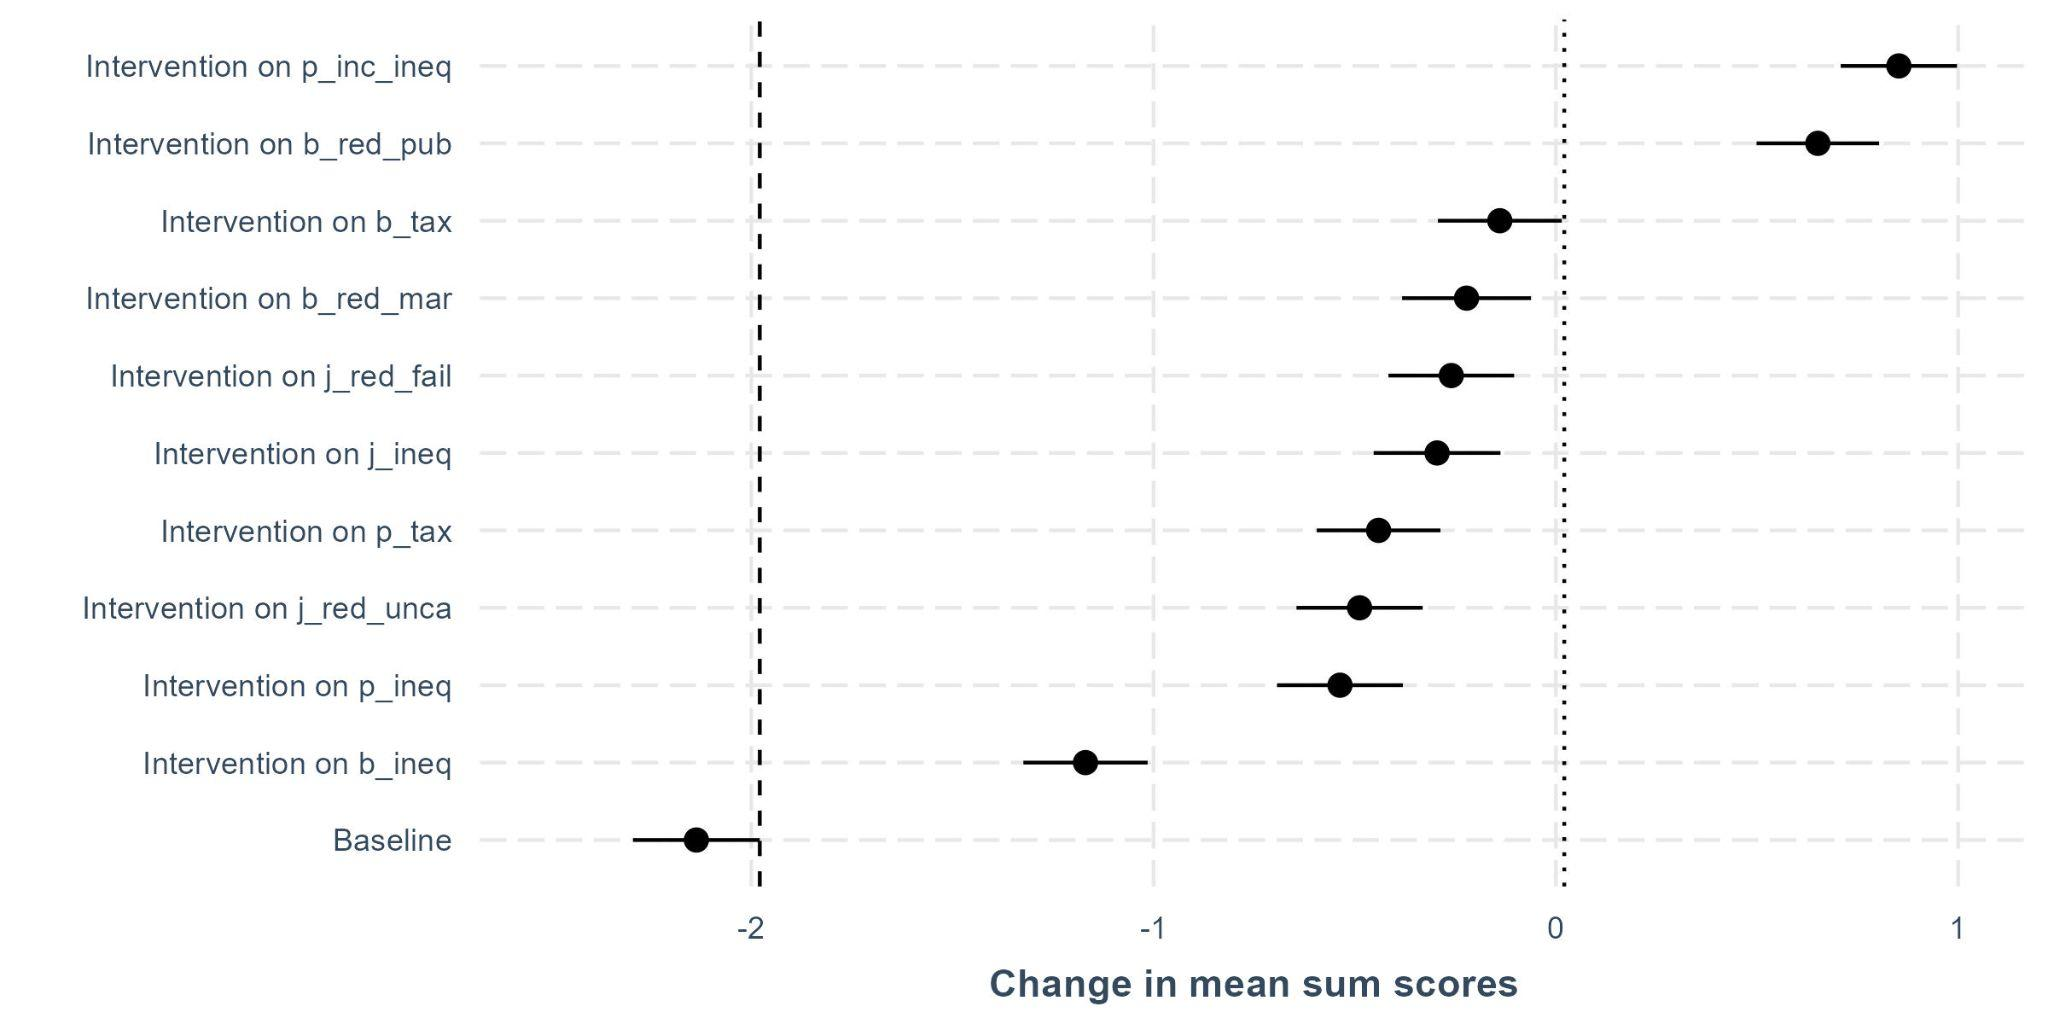 Intervention on p_inc_ineq
Intervention on b_red_pub
Intervention on b_tax
Intervention on b_red_mar
Intervention on j_red_fail
Intervention on j_ineq
Intervention on p_tax
Intervention on j_red_unca
Intervention on p_ineq
Intervention on b_ineq
Baseline
-2 -1 0 1
Change in mean sum scores